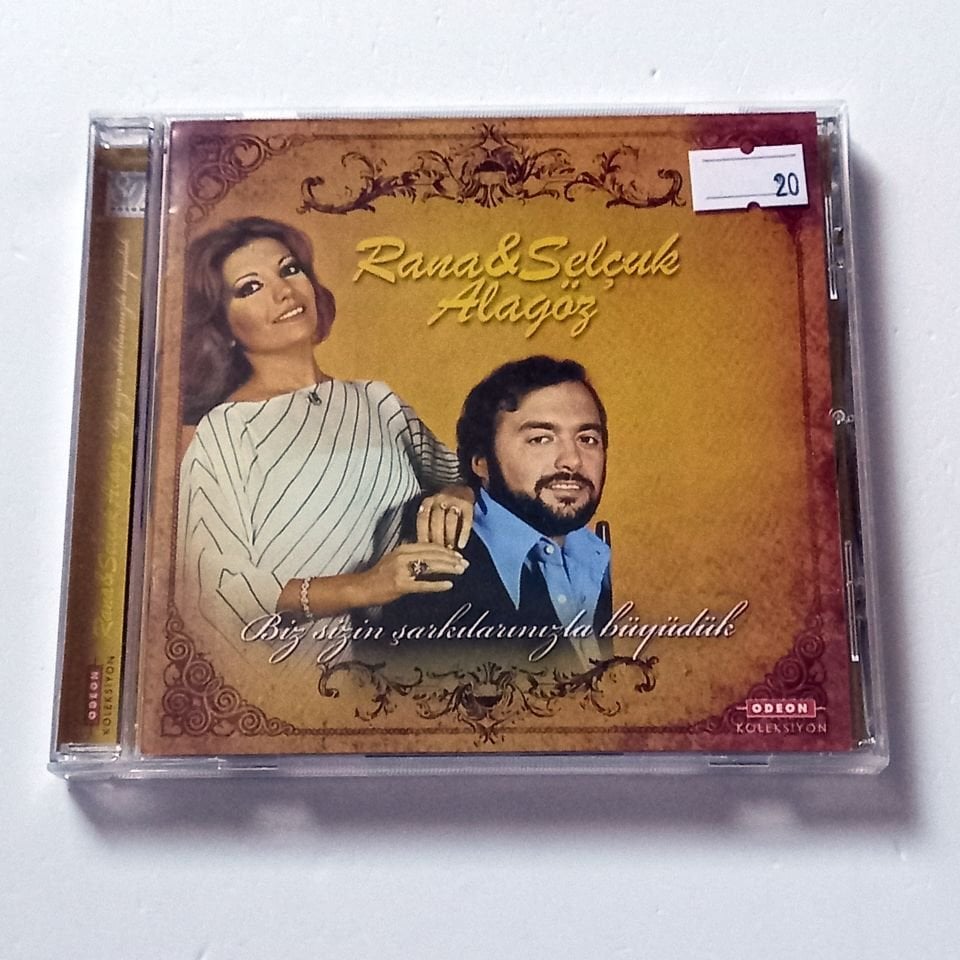 20
Rana&Selçuk
Alagöz
Biz sizin şarkılarınızla büyüdük
ODEON
KOLEKSİYON
ODEON
KOLEKSİYON